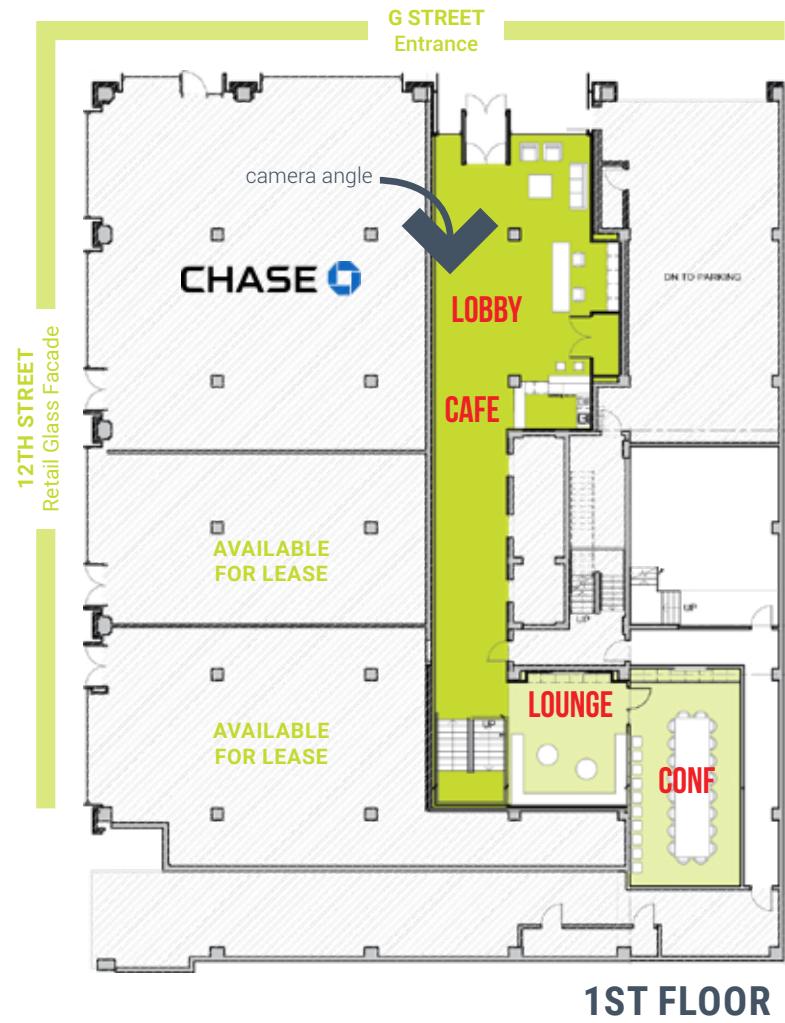 G STREET
Entrance
camera angle
CHASE
DN TO PARKING
LOBBY
12TH STREET
Retail Glass Facade
CAFE
AVAILABLE
FOR LEASE
UP
UP
LOUNGE
UP
AVAILABLE
FOR LEASE
CONF
1ST FLOOR